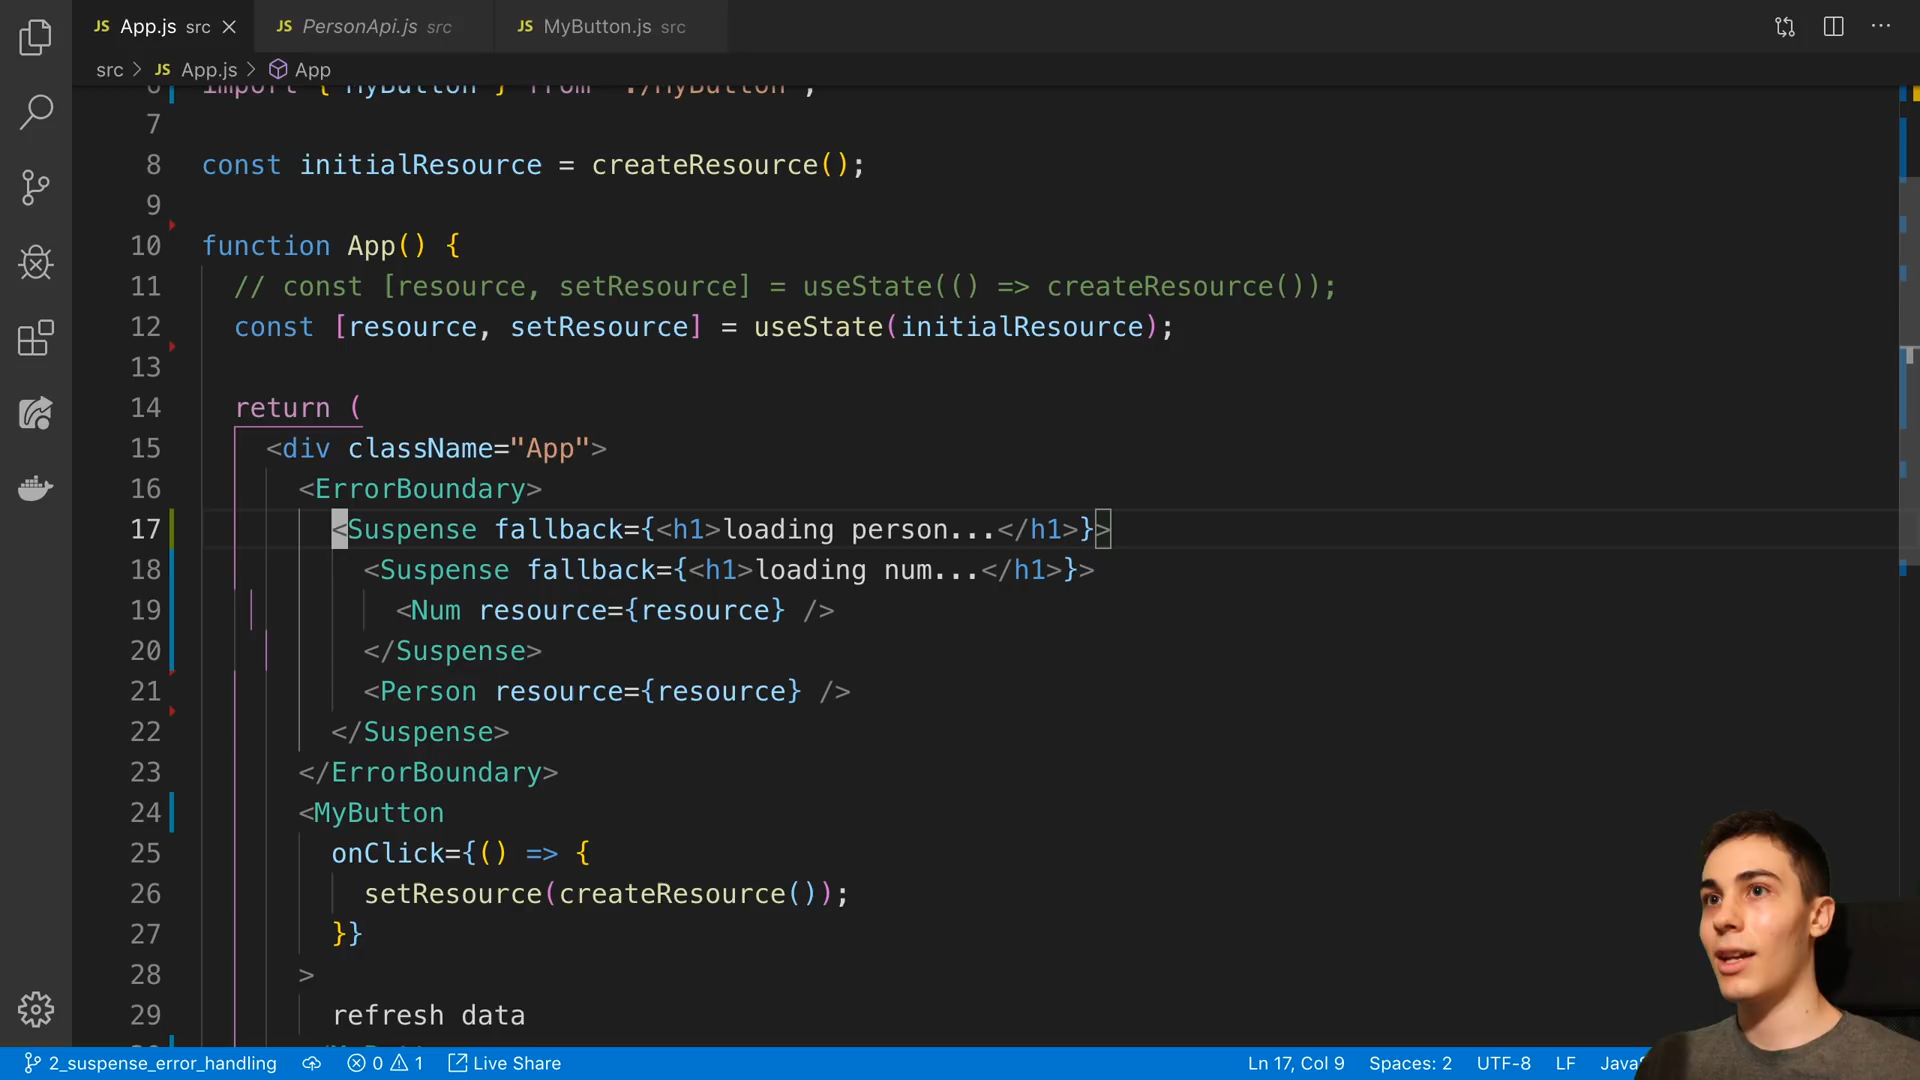 JS App.js src
JS PersonApi.js src
JS MyButton.js src
src > JS App.js > App
6 import { MyButton } from "./MyButton";
7
8 const initialResource = createResource();
9
10 function App() {
11 // const [resource, setResource] = useState(() => createResource());
12 const [resource, setResource] = useState(initialResource);
13
14 return (
15 <div className="App">
16 <ErrorBoundary>
17 <Suspense fallback={<h1>loading person...</h1>}>
18 <Suspense fallback={<h1>loading num...</h1>}>
19 <Num resource={resource} />
20 </Suspense>
21 <Person resource={resource} />
22 </Suspense>
23 </ErrorBoundary>
24 <MyButton
25 onClick={() => {
26 setResource(createResource());
27 }}
28 >
29 refresh data
2_suspense_error_handling 0 1 Live Share Ln 17, Col 9 Spaces: 2 UTF-8 LF